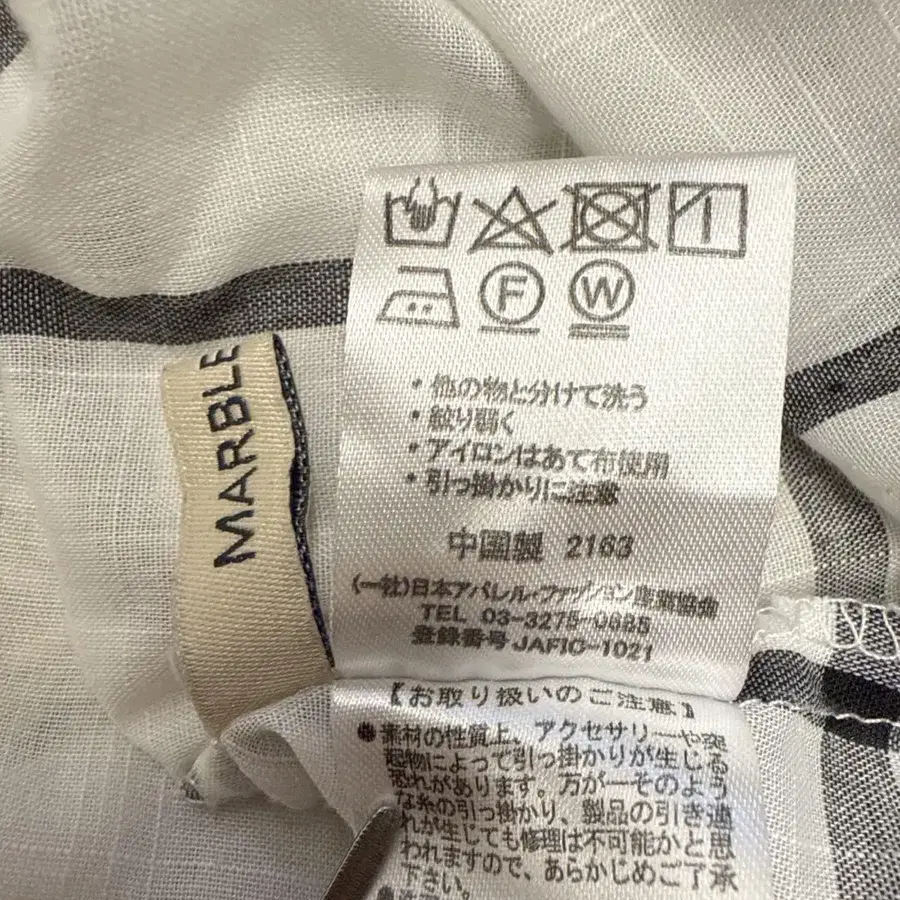 MARBLE
F W
・他の物と分けて洗う
・絞り弱く
・アイロンはあて布使用
・引っ掛かりに注意
中国製 2163
(一社)日本アパレル・ファッション産業協会
TEL 03-3275-0685
登録番号 JAFIC-1021
【お取り扱いのご注意】
●素材の性質上、アクセサリーや突
起物によって引っ掛かりが生じる
恐れがあります。万が一そのよう
な糸の引っ掛かり、製品の引き連
れが生じても修理は不可能かと思
われますので、あらかじめご了承
下さい。